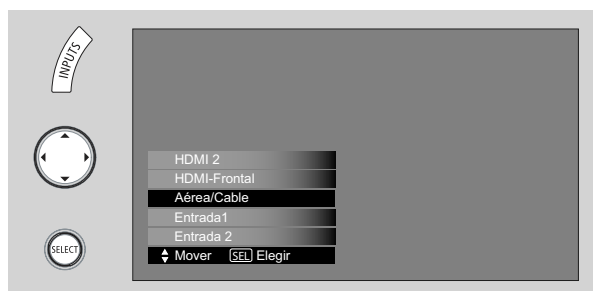 INPUTS
HDMI 2
HDMI-Frontal
Aérea/Cable
Entrada1
Entrada 2
Mover SEL Elegir
SELECT